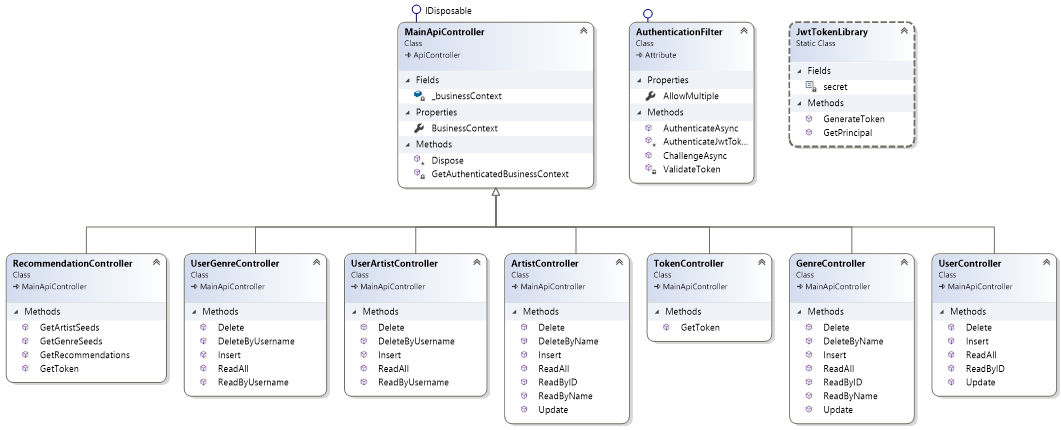 IDisposable
MainApiController
Class
ApiController
Fields
_businessContext
Properties
BusinessContext
Methods
Dispose
GetAuthenticatedBusinessContext
AuthenticationFilter
Class
Attribute
Properties
AllowMultiple
Methods
AuthenticateAsync
AuthenticateJwtTok...
ChallengeAsync
ValidateToken
JwtTokenLibrary
Static Class
Fields
secret
Methods
GenerateToken
GetPrincipal
RecommendationController
Class
MainApiController
Methods
GetArtistSeeds
GetGenreSeeds
GetRecommendations
GetToken
UserGenreController
Class
MainApiController
Methods
Delete
DeleteByUsername
Insert
ReadAll
ReadByUsername
UserArtistController
Class
MainApiController
Methods
Delete
DeleteByUsername
Insert
ReadAll
ReadByUsername
ArtistController
Class
MainApiController
Methods
Delete
DeleteByName
Insert
ReadAll
ReadByID
ReadByName
Update
TokenController
Class
MainApiController
Methods
GetToken
GenreController
Class
MainApiController
Methods
Delete
DeleteByName
Insert
ReadAll
ReadByID
ReadByName
Update
UserController
Class
MainApiController
Methods
Delete
Insert
ReadAll
ReadByID
Update